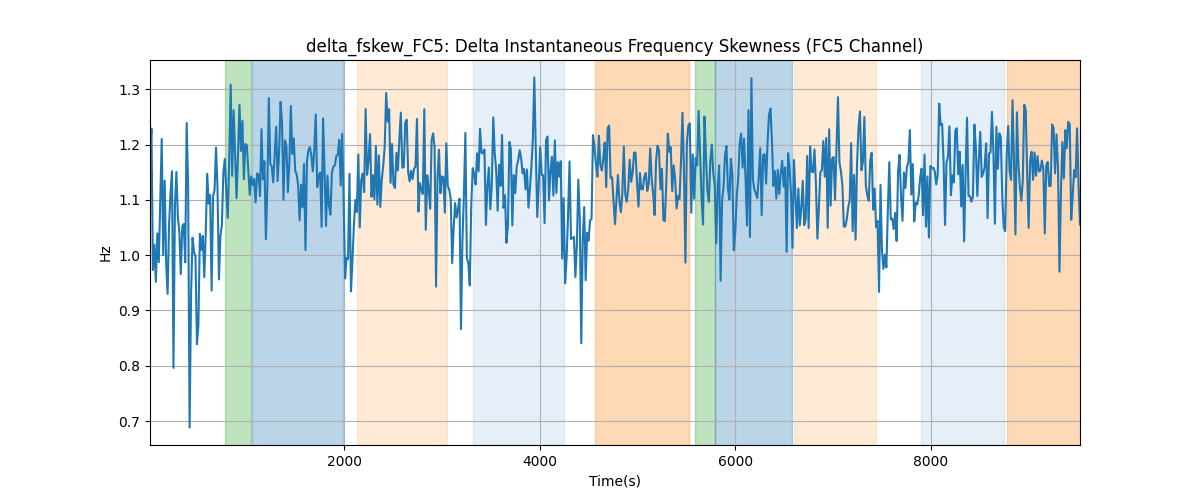 delta_fskew_FC5: Delta Instantaneous Frequency Skewness (FC5 Channel)
1.3
1.2
1.1
1.0
0.9
0.8
0.7
Hz
2000 4000 6000 8000
Time(s)